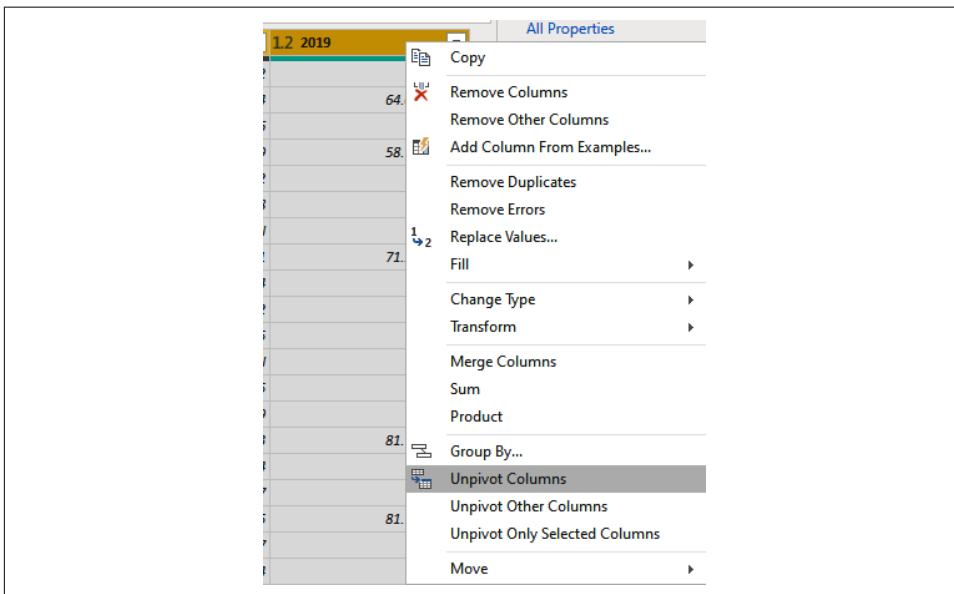 All Properties
1.2 2019
Copy
Remove Columns
64.
Remove Other Columns
58.
Add Column From Examples...
Remove Duplicates
Remove Errors
1
2
Replace Values...
71.
Fill
Change Type
Transform
Merge Columns
Sum
Product
81.
Group By...
Unpivot Columns
Unpivot Other Columns
81.
Unpivot Only Selected Columns
Move